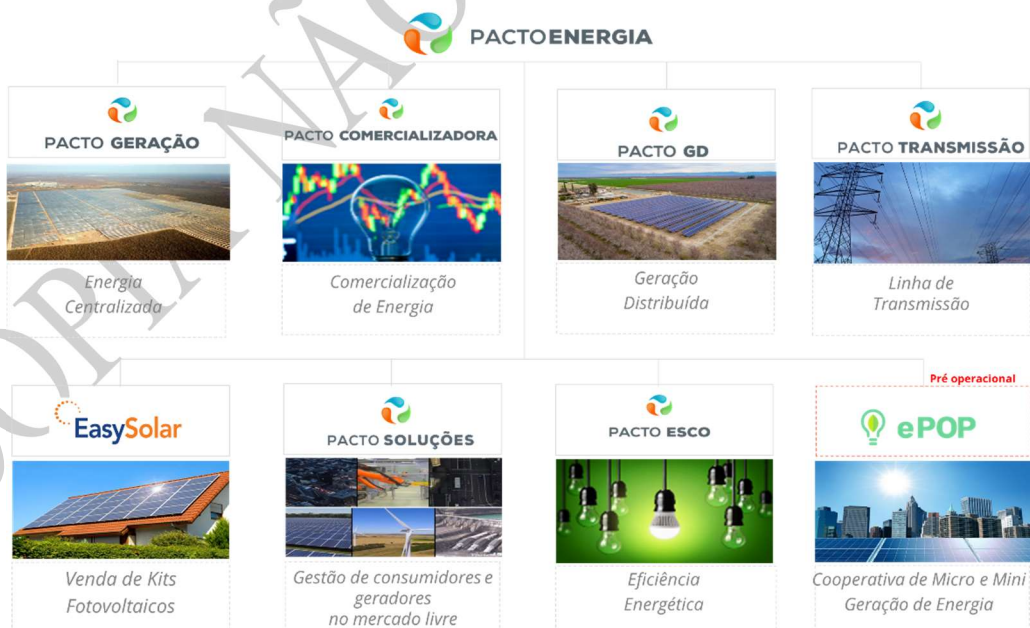 PACTOENERGIA
PACTO GERAÇÃO
PACTO COMERCIALIZADORA
PACTO GD
PACTO TRANSMISSÃO
Energia
Centralizada
Comercialização
de Energia
Geração
Distribuída
Linha de
Transmissão
Pré operacional
EasySolar
PACTO SOLUÇÕES
PACTO ESCO
ePOP
Venda de Kits
Fotovoltaicos
Gestão de consumidores e
geradores
no mercado livre
Eficiência
Energética
Cooperativa de Micro e Mini
Geração de Energia